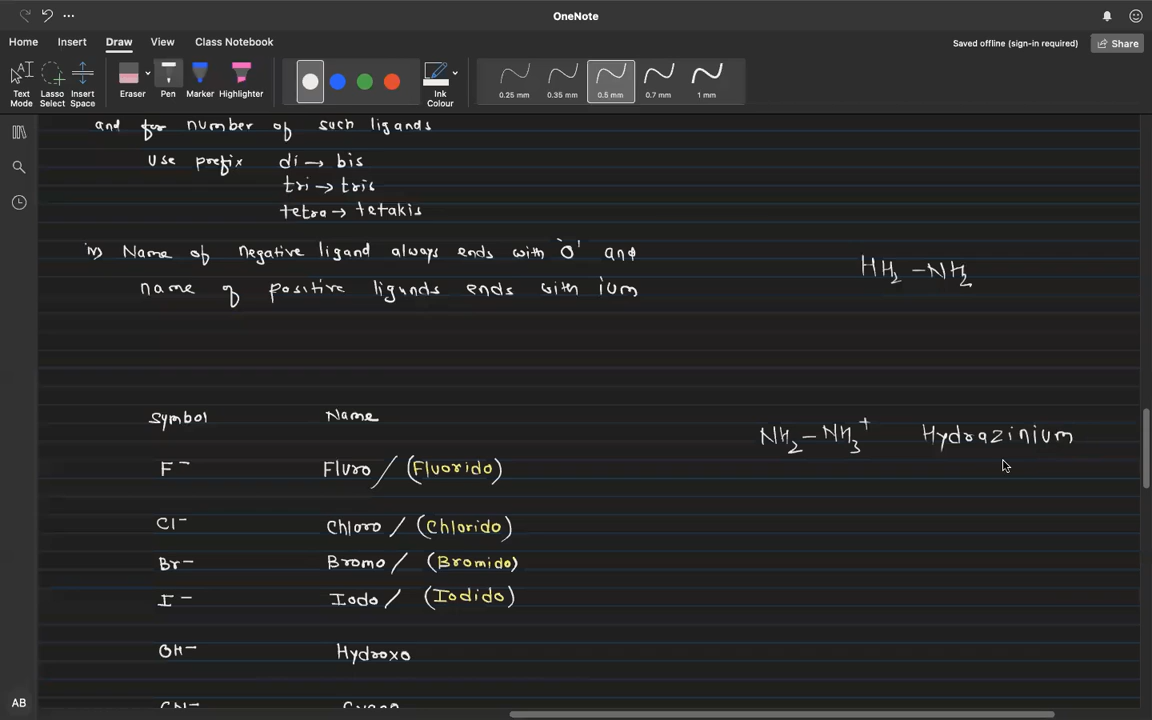 OneNote
Home Insert Draw View Class Notebook
Saved offline (sign-in required) Share
Text Mode
Lasso Select
Insert Space
Eraser
Pen
Marker
Highlighter
Ink Colour
0.25 mm 0.35 mm 0.5 mm 0.7 mm 1 mm
and for number of such ligands
Use prefix di → bis
tri → tris
tetra → tetakis
iv) Name of negative ligand always ends with 'O' and
name of positive ligands ends with ium
HH₂ – NH₂
Symbol Name
NH₂ – NH₃⁺ Hydrazinium
F⁻ Fluro / (Fluorido)
Cl⁻ Chloro / (Chlorido)
Br⁻ Bromo / (Bromido)
I⁻ Iodo / (Iodido)
OH⁻ Hydroxo
AB